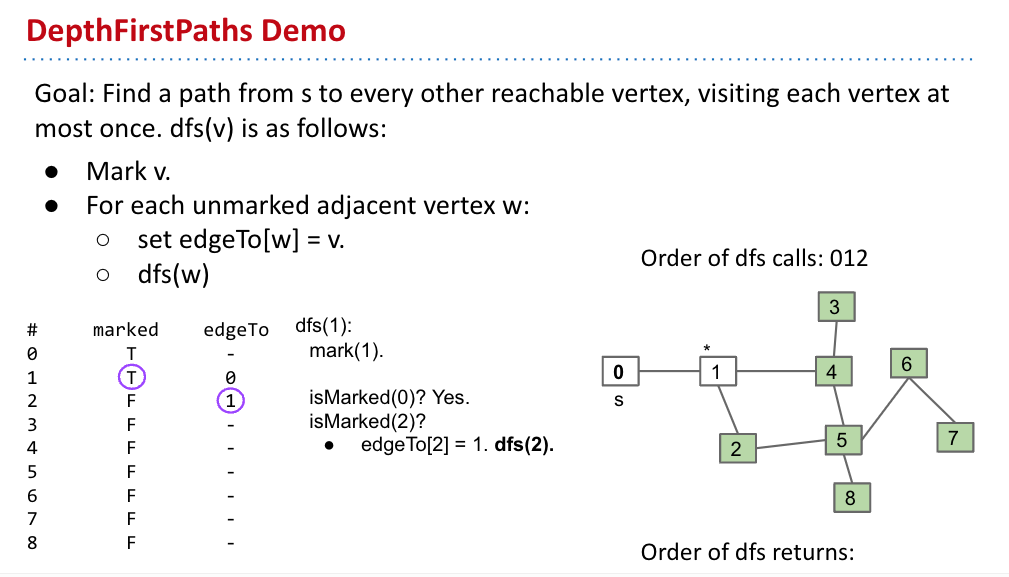 DepthFirstPaths Demo
Goal: Find a path from s to every other reachable vertex, visiting each vertex at
most once. dfs(v) is as follows:
● Mark v.
● For each unmarked adjacent vertex w:
○ set edgeTo[w] = v.
○ dfs(w)
# marked edgeTo
0 T -
1 T 0
2 F 1
3 F -
4 F -
5 F -
6 F -
7 F -
8 F -
dfs(1):
mark(1).
isMarked(0)? Yes.
isMarked(2)?
● edgeTo[2] = 1. dfs(2).
Order of dfs calls: 012
3
*
0 1 4 6
s
2 5 7
8
Order of dfs returns: